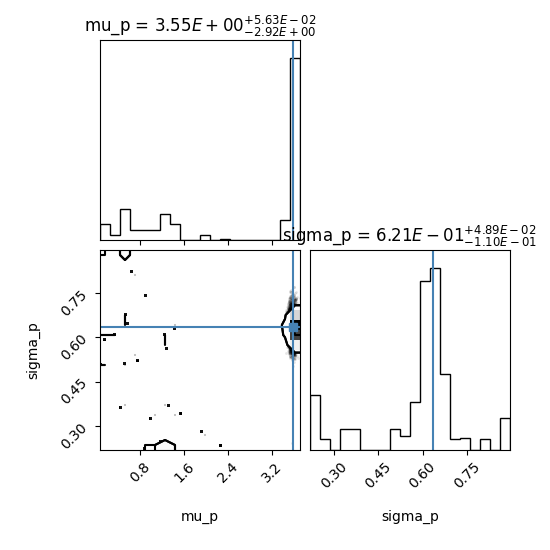 mu_p = 3.55E+00+5.63E−02
−2.92E+00
sigma_p = 6.21E−01+4.89E−02
−1.10E−01
0.75
0.60
0.45
0.30
sigma_p
0.8 1.6 2.4 3.2
0.30 0.45 0.60 0.75
mu_p sigma_p